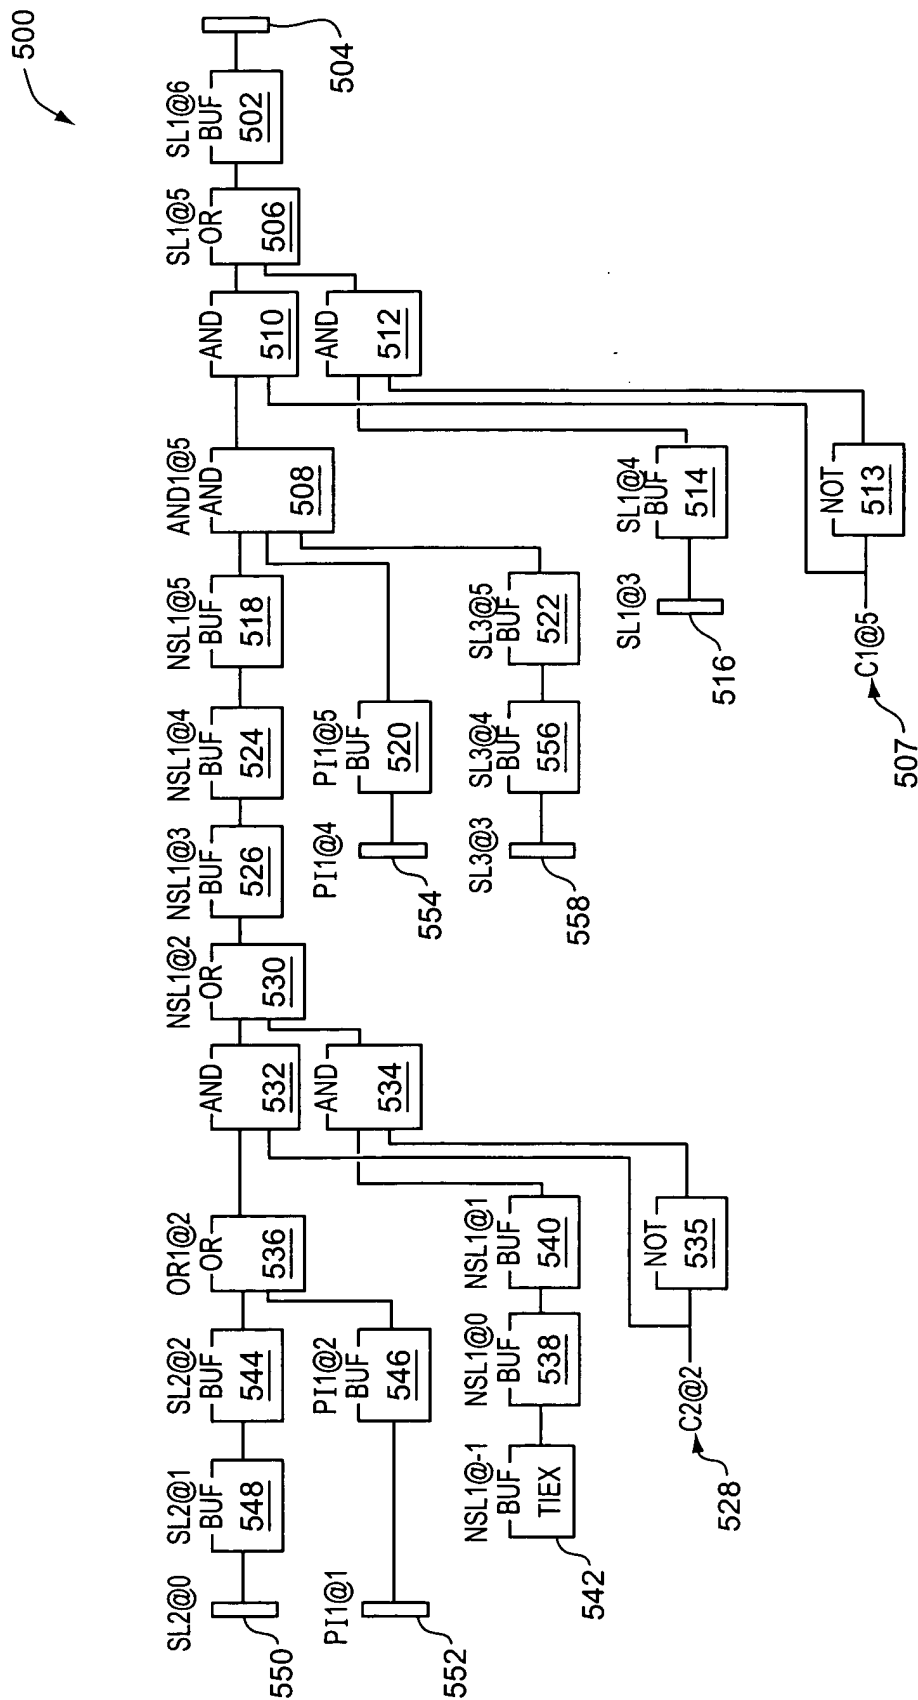 500
504
SL1@6
BUF
502
SL1@5
OR
506
AND
510
AND
512
AND1@5
AND
508
SL1@4
BUF
514
SL1@3
516
NOT
513
C1@5
507
NSL1@5
BUF
518
NSL1@4
BUF
524
NSL1@3
BUF
526
PI1@5
BUF
520
PI1@4
554
SL3@5
BUF
522
SL3@4
BUF
556
SL3@3
558
NSL1@2
OR
530
AND
532
AND
534
OR1@2
OR
536
NSL1@1
BUF
540
NSL1@0
BUF
538
NSL1@-1
BUF
TIEX
542
NOT
535
C2@2
528
SL2@2
BUF
544
SL2@1
BUF
548
SL2@0
550
PI1@2
BUF
546
PI1@1
552